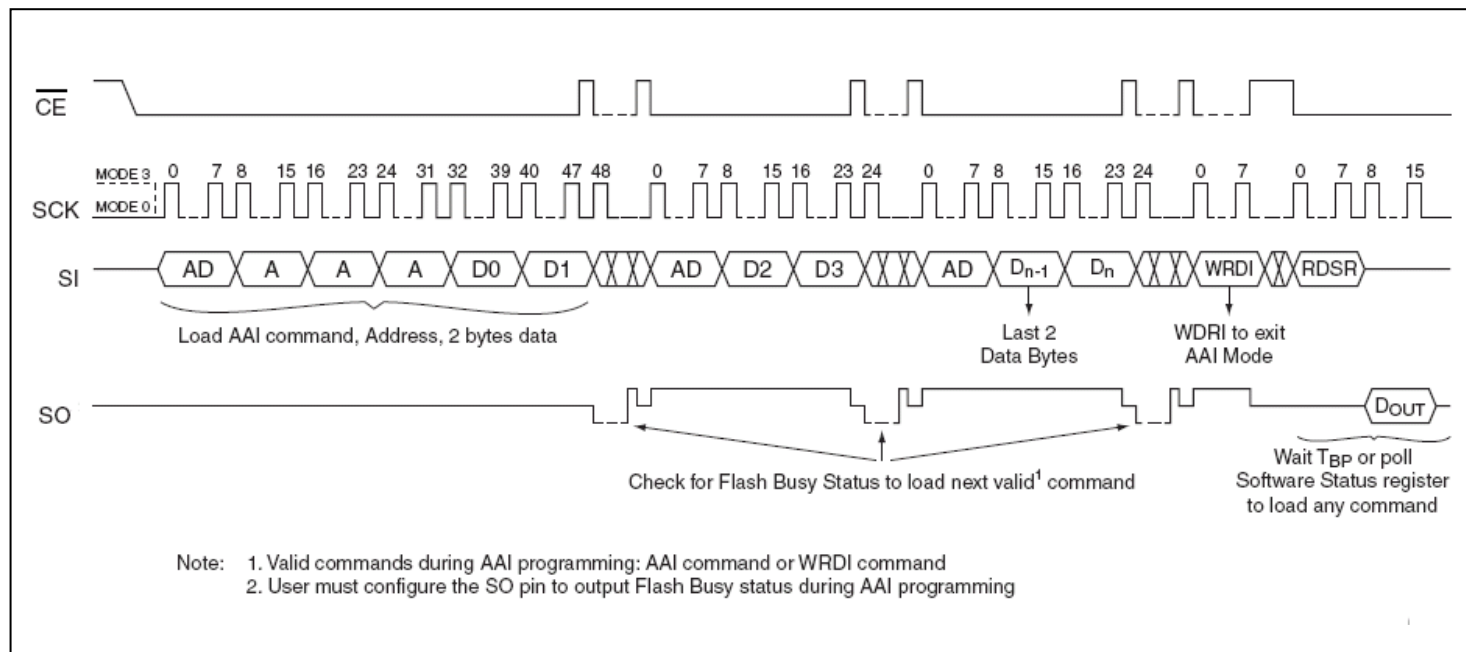 CE
MODE 3
MODE 0
0 7 8 15 16 23 24 31 32 39 40 47 48 0 7 8 15 16 23 24 0 7 8 15 16 23 24 0 7 0 7 8 15
SCK
SI
AD A A A D0 D1 AD D2 D3 AD Dn-1 Dn WRDI RDSR
Load AAI command, Address, 2 bytes data
Last 2
Data Bytes
WDRI to exit
AAI Mode
SO
DOUT
Check for Flash Busy Status to load next valid1 command
Wait TBP or poll
Software Status register
to load any command
Note: 1. Valid commands during AAI programming: AAI command or WRDI command
2. User must configure the SO pin to output Flash Busy status during AAI programming